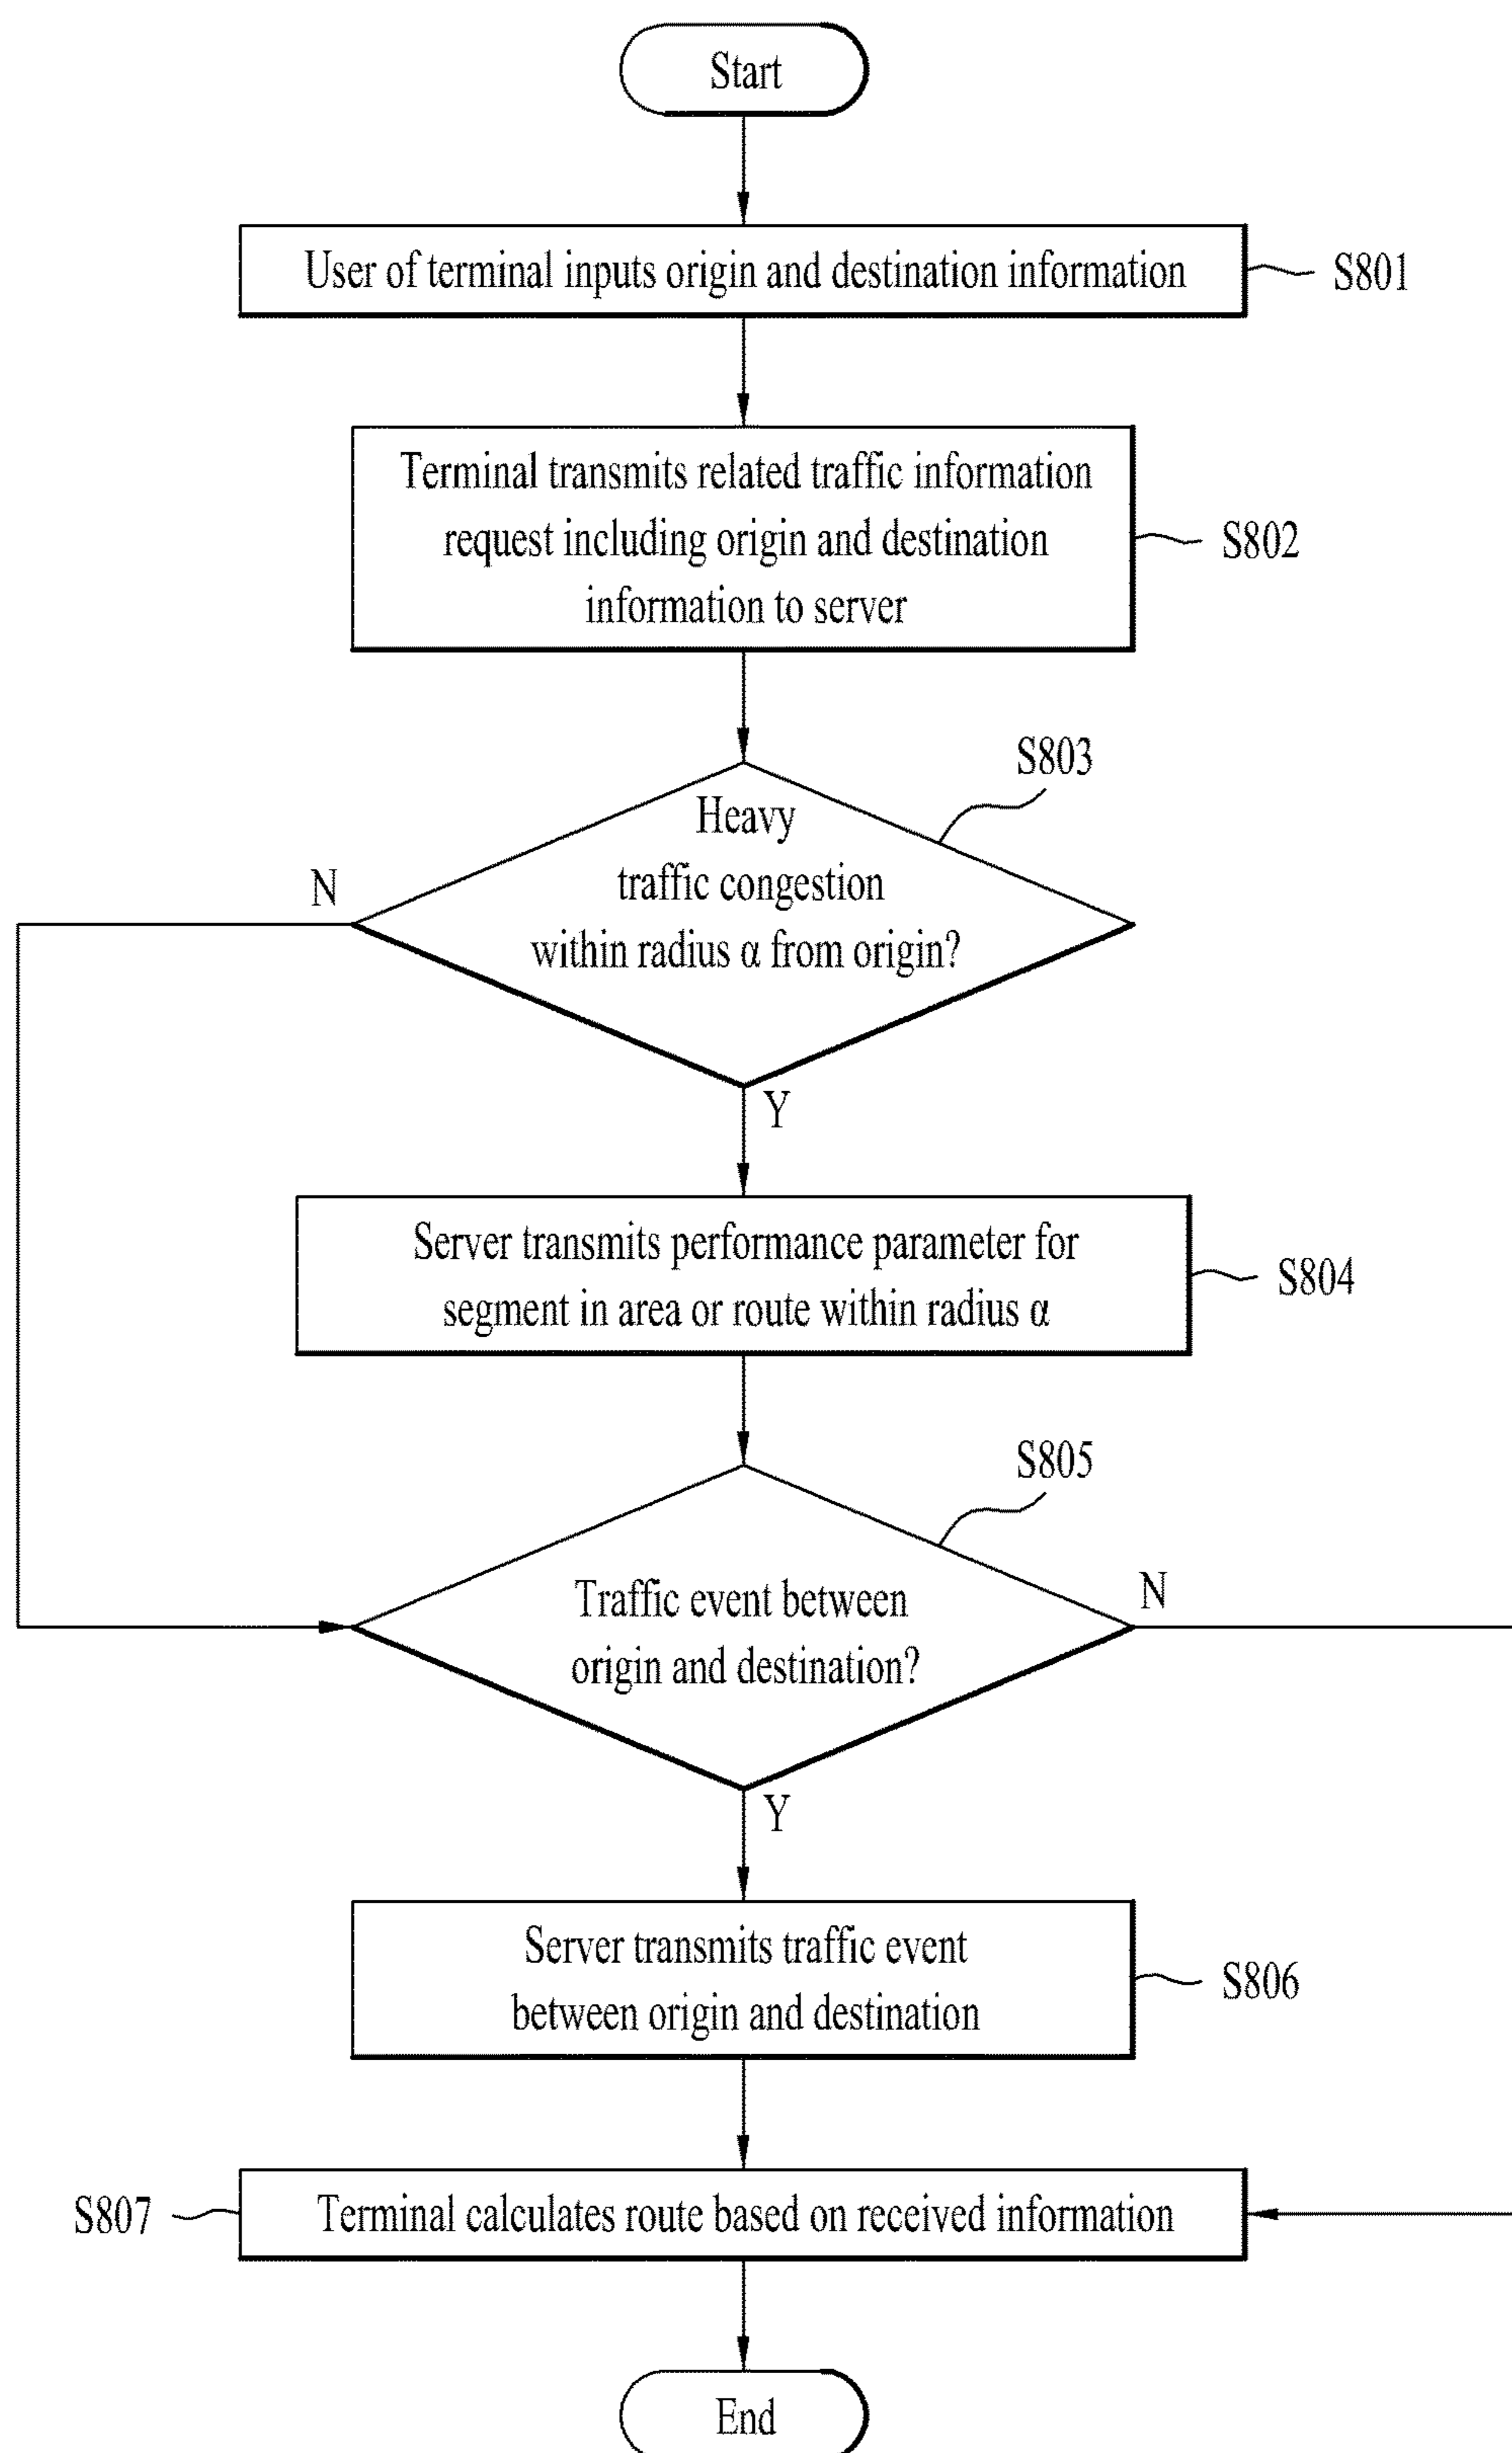 Start
User of terminal inputs origin and destination information
S801
Terminal transmits related traffic information
request including origin and destination
information to server
S802
S803
Heavy
traffic congestion
within radius α from origin?
N
Y
Server transmits performance parameter for
segment in area or route within radius α
S804
S805
Traffic event between
origin and destination?
N
Y
Server transmits traffic event
between origin and destination
S806
S807
Terminal calculates route based on received information
End